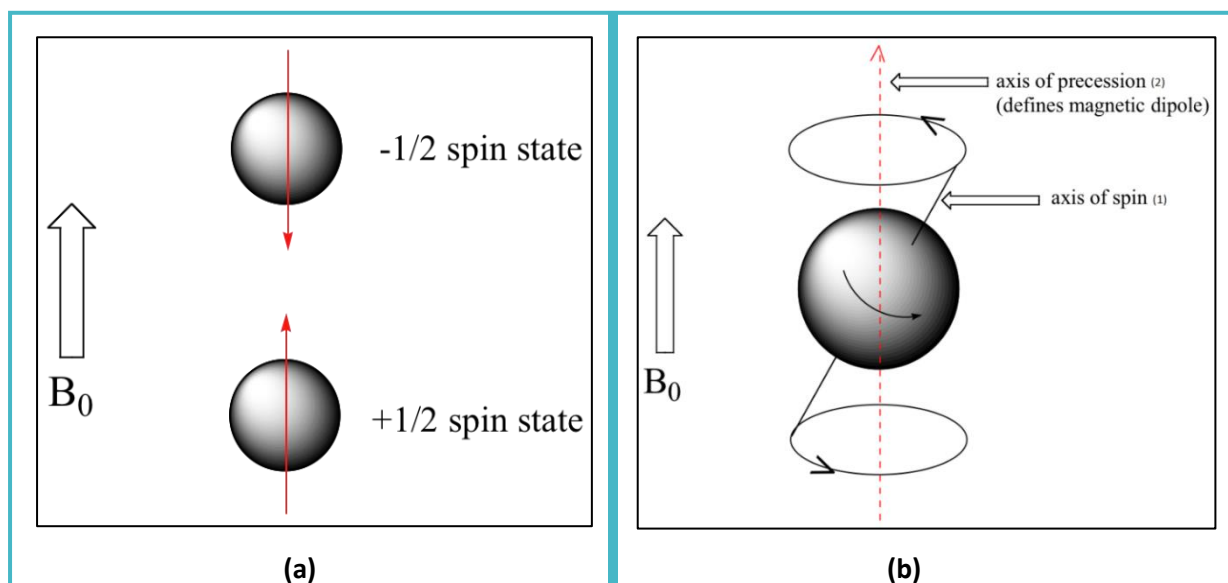 -1/2 spin state
B₀
+1/2 spin state
(a)
axis of precession (2)
(defines magnetic dipole)
axis of spin (1)
B₀
(b)